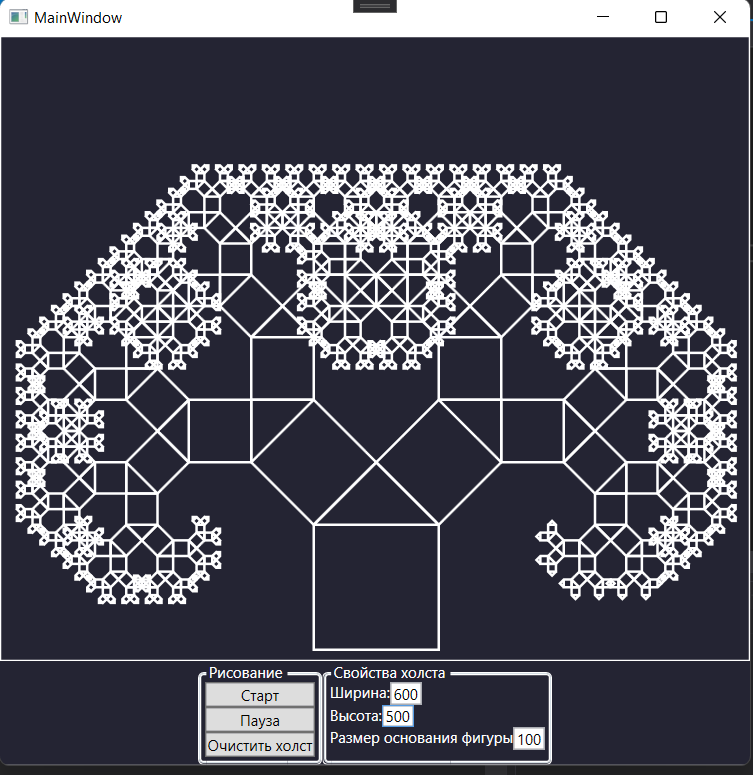 MainWindow
Рисование
Старт
Пауза
Очистить холст
Свойства холста
Ширина: 600
Высота: 500
Размер основания фигуры 100